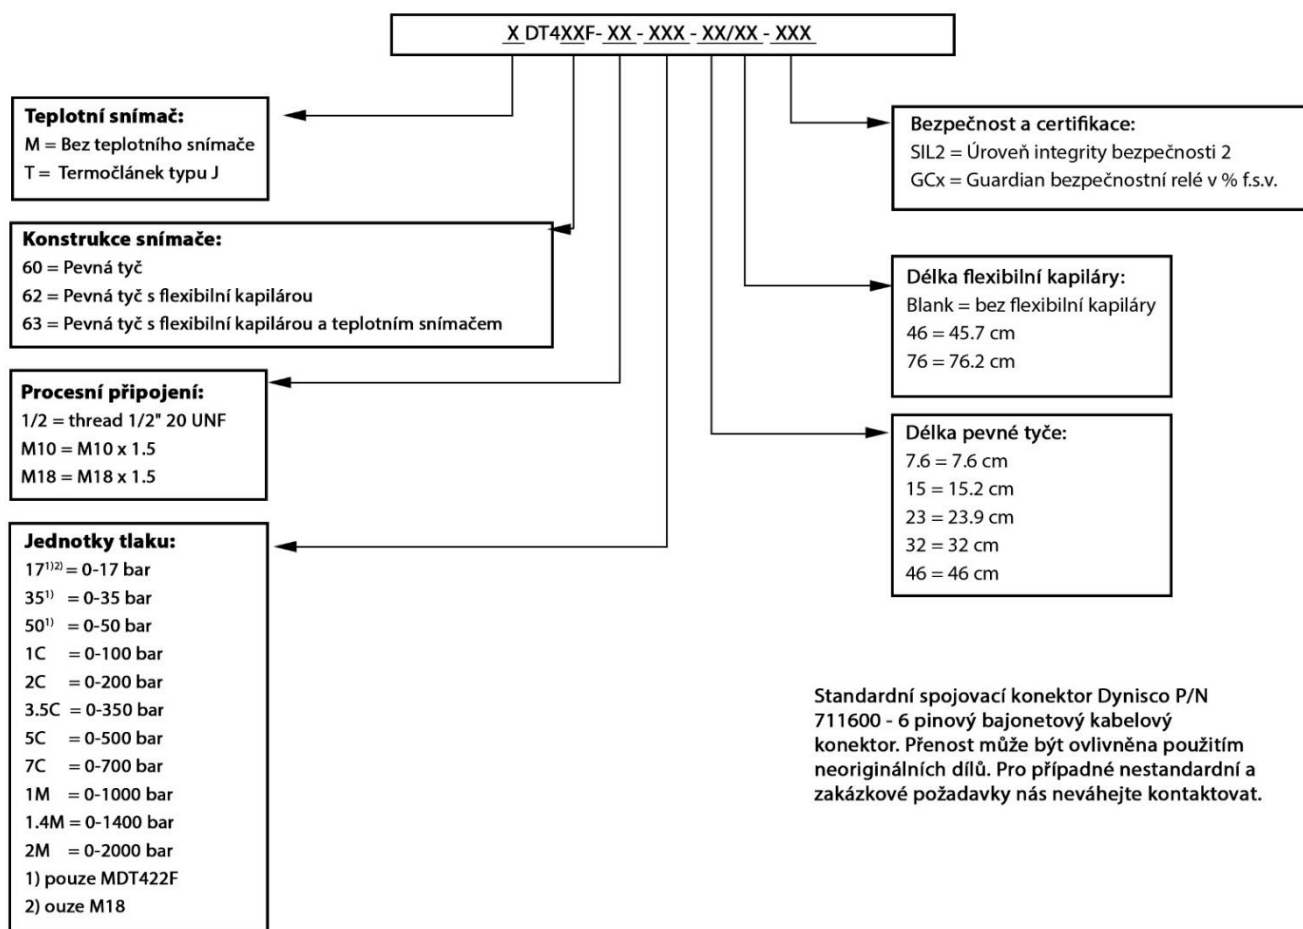 X DT4XXF- XX - XXX - XX/XX - XXX
Teplotní snímač:
M = Bez teplotního snímače
T = Termočlánek typu J
Konstrukce snímače:
60 = Pevná tyč
62 = Pevná tyč s flexibilní kapilárou
63 = Pevná tyč s flexibilní kapilárou a teplotním snímačem
Procesní připojení:
1/2 = thread 1/2" 20 UNF
M10 = M10 x 1.5
M18 = M18 x 1.5
Jednotky tlaku:
17¹⁾²⁾ = 0-17 bar
35¹⁾ = 0-35 bar
50¹⁾ = 0-50 bar
1C = 0-100 bar
2C = 0-200 bar
3.5C = 0-350 bar
5C = 0-500 bar
7C = 0-700 bar
1M = 0-1000 bar
1.4M = 0-1400 bar
2M = 0-2000 bar
1) pouze MDT422F
2) ouze M18
Bezpečnost a certifikace:
SIL2 = Úroveň integrity bezpečnosti 2
GCx = Guardian bezpečnostní relé v % f.s.v.
Délka flexibilní kapiláry:
Blank = bez flexibilní kapiláry
46 = 45.7 cm
76 = 76.2 cm
Délka pevné tyče:
7.6 = 7.6 cm
15 = 15.2 cm
23 = 23.9 cm
32 = 32 cm
46 = 46 cm
Standardní spojovací konektor Dynisco P/N
711600 - 6 pinový bajonetový kabelový
konektor. Přenost může být ovlivněna použitím
neoriginálních dílů. Pro případné nestandardní a
zakázkové požadavky nás neváhejte kontaktovat.